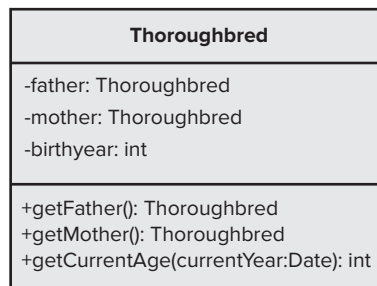 Thoroughbred
-father: Thoroughbred
-mother: Thoroughbred
-birthyear: int
+getFather(): Thoroughbred
+getMother(): Thoroughbred
+getCurrentAge(currentYear:Date): int